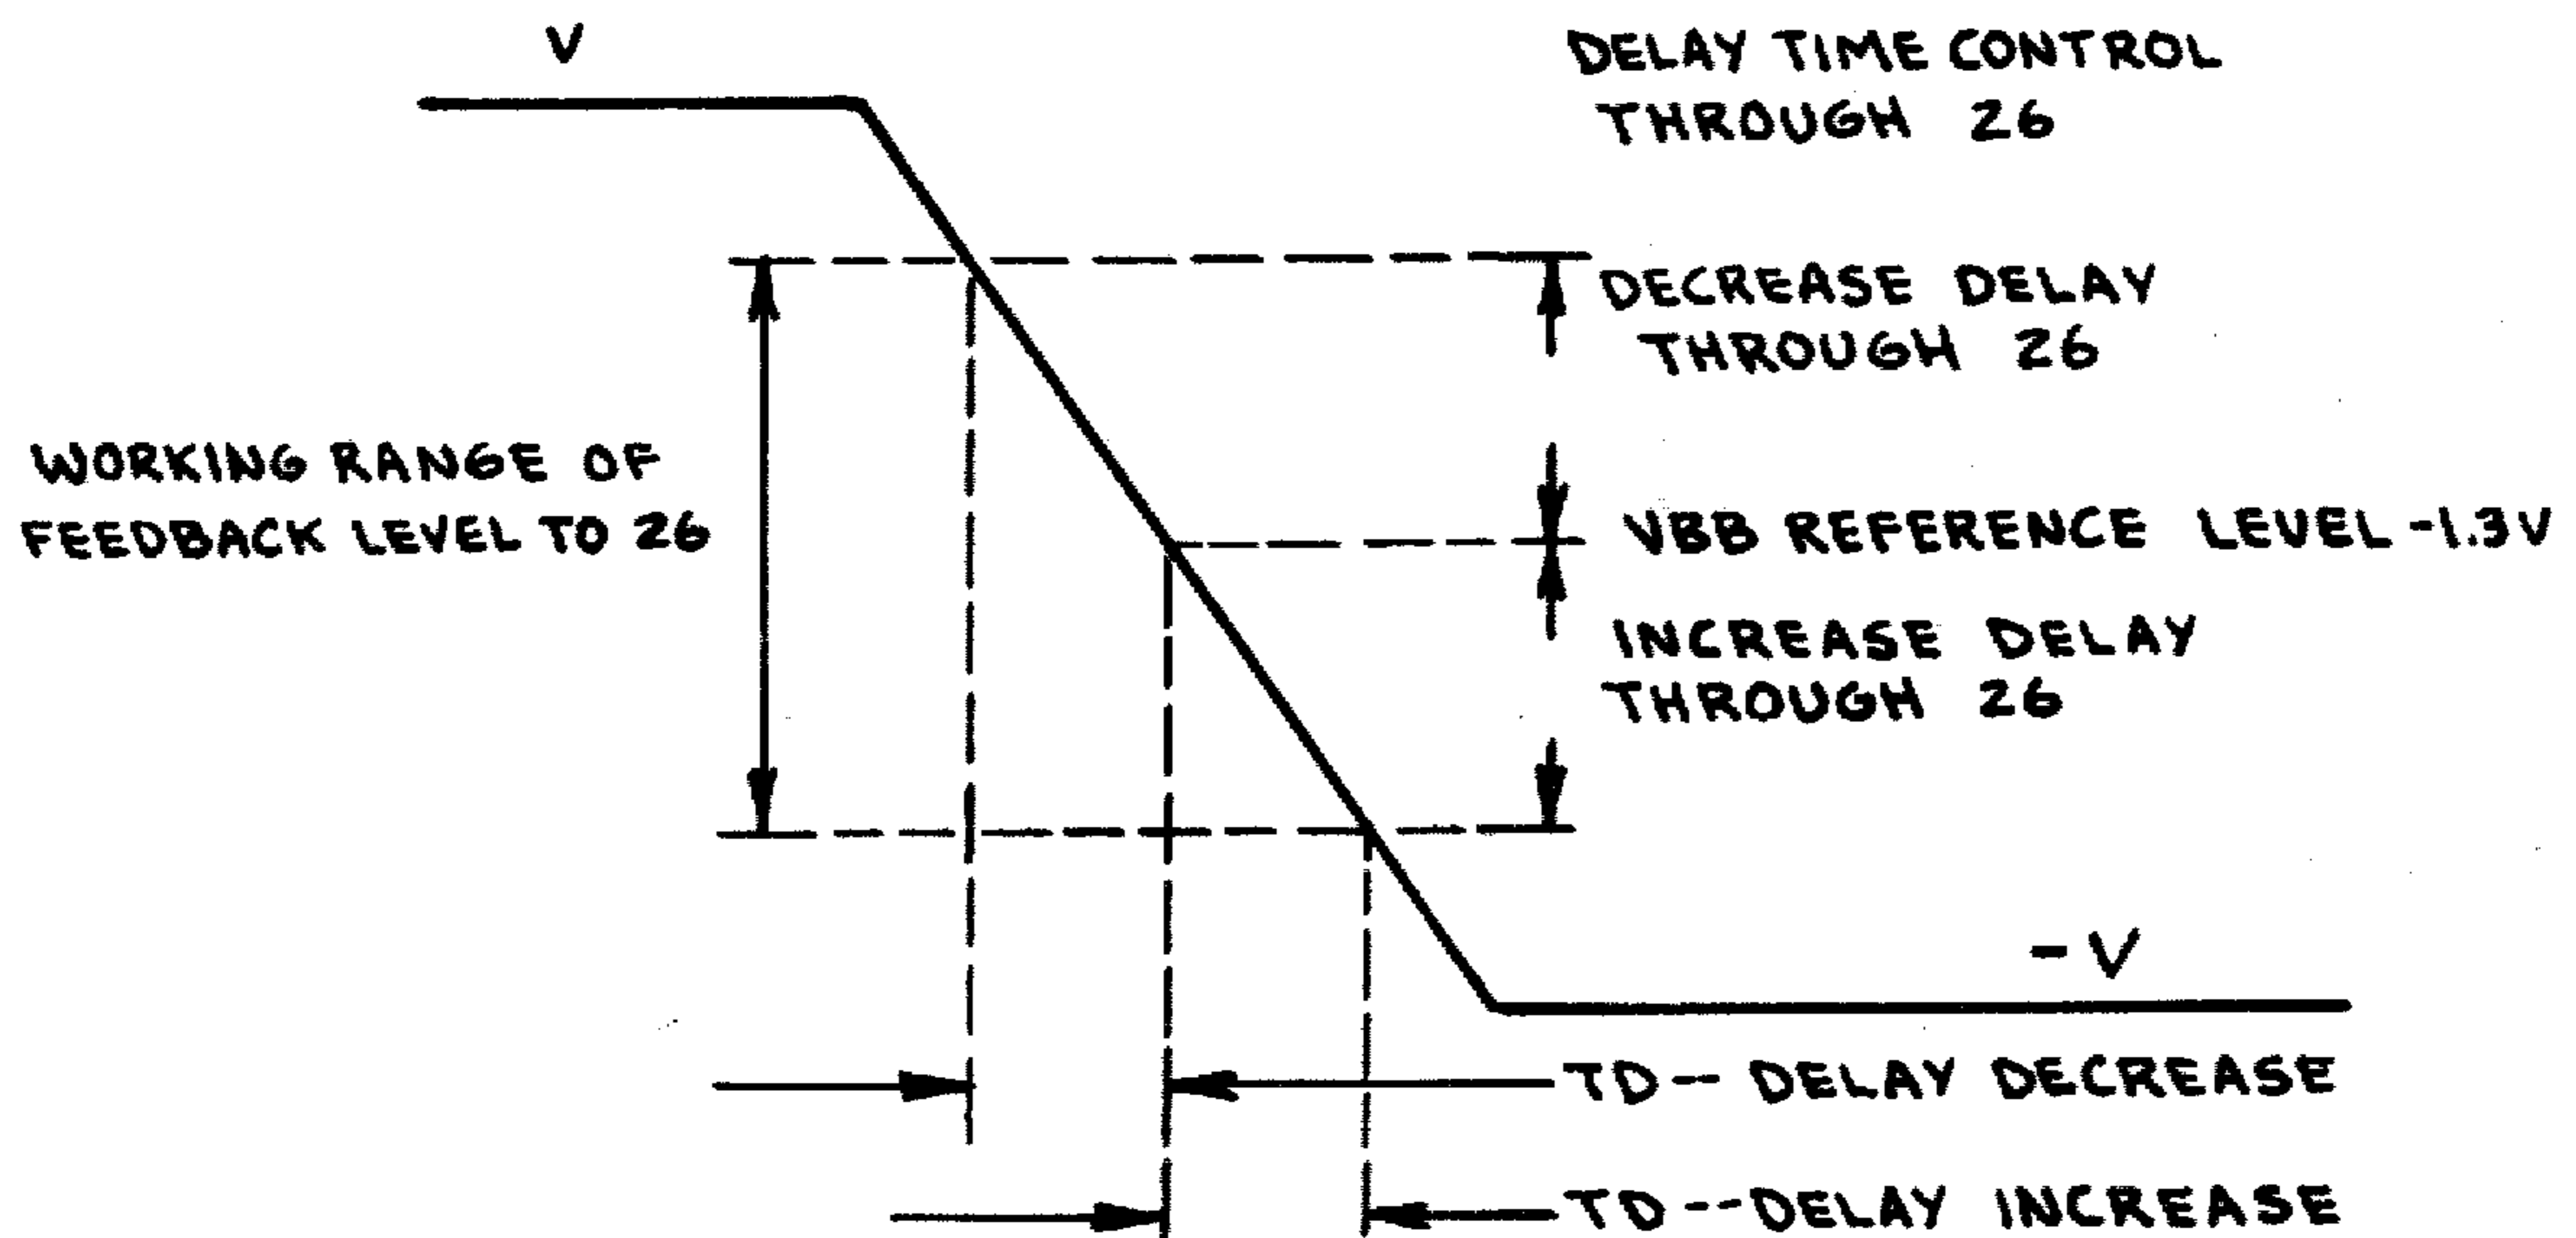 V
DELAY TIME CONTROL
THROUGH 26
DECREASE DELAY
THROUGH 26
WORKING RANGE OF
FEEDBACK LEVEL TO 26
VBB REFERENCE LEVEL -1.3V
INCREASE DELAY
THROUGH 26
-V
TD-- DELAY DECREASE
TD--DELAY INCREASE